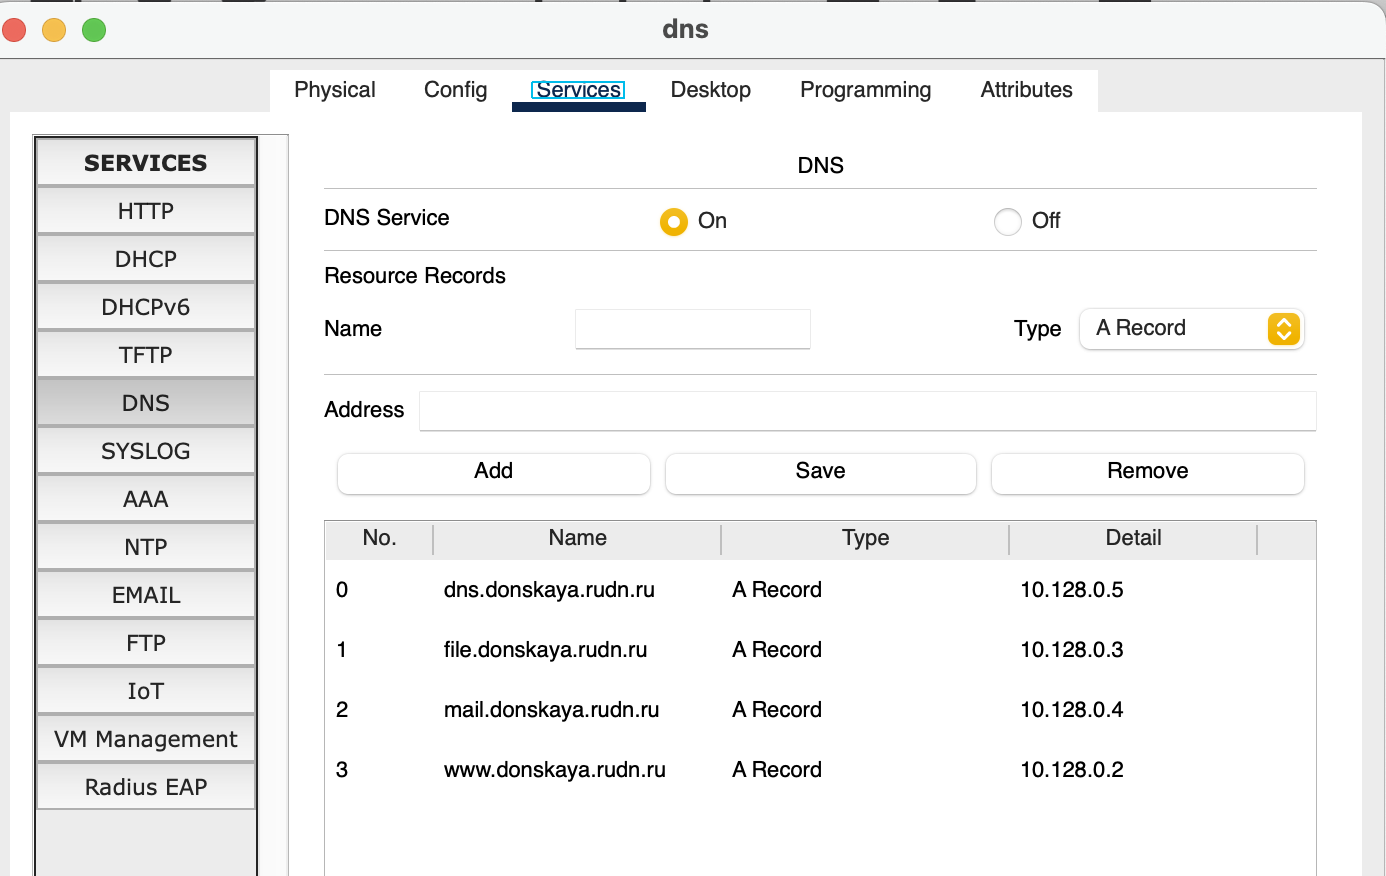 dns
Physical Config Services Desktop Programming Attributes
SERVICES
HTTP
DHCP
DHCPv6
TFTP
DNS
SYSLOG
AAA
NTP
EMAIL
FTP
IoT
VM Management
Radius EAP
DNS
DNS Service On Off
Resource Records
Name Type A Record
Address
Add Save Remove
No. Name Type Detail
0 dns.donskaya.rudn.ru A Record 10.128.0.5
1 file.donskaya.rudn.ru A Record 10.128.0.3
2 mail.donskaya.rudn.ru A Record 10.128.0.4
3 www.donskaya.rudn.ru A Record 10.128.0.2